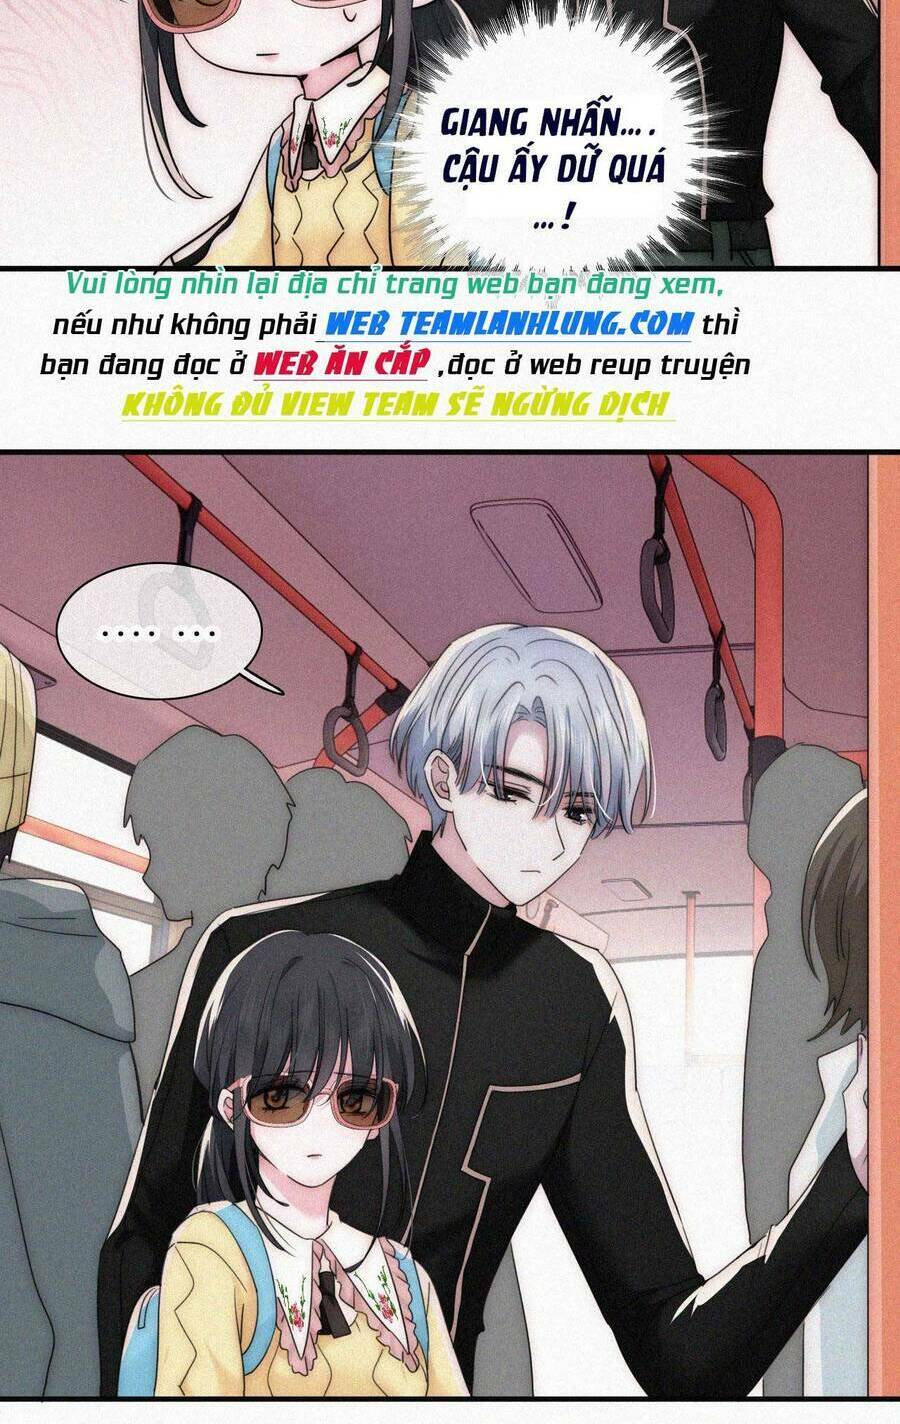 GIANG NHẪN... .
CẬU ẤY DỮ QUÁ
...!
Vui lòng nhìn lại địa chỉ trang web bạn đang xem,
nếu như không phải WEB TEAMLANHLUNG.COM thì
bạn đang đọc ở WEB ĂN CẮP ,đọc ở web reup truyện
KHÔNG ĐỦ VIEW TEAM SẼ NGỪNG DỊCH
.... ...